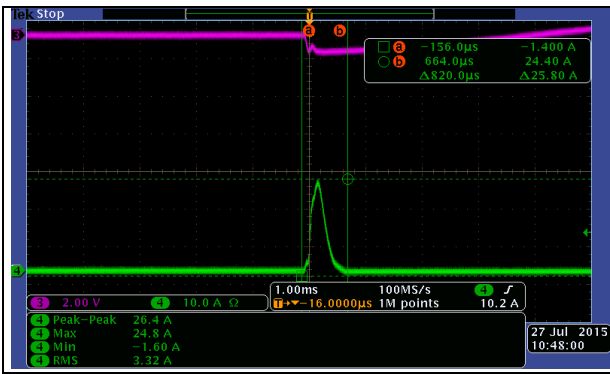 Tek Stop
T
3
a b
a −156.0µs −1.400 A
b 664.0µs 24.40 A
Δ820.0µs Δ25.80 A
4
3 2.00 V 4 10.0 A Ω
1.00ms 100MS/s 4
T→▼−16.0000µs 1M points 10.2 A
4 Peak−Peak 26.4 A
4 Max 24.8 A
4 Min −1.60 A
4 RMS 3.32 A
27 Jul 2015
10:48:00